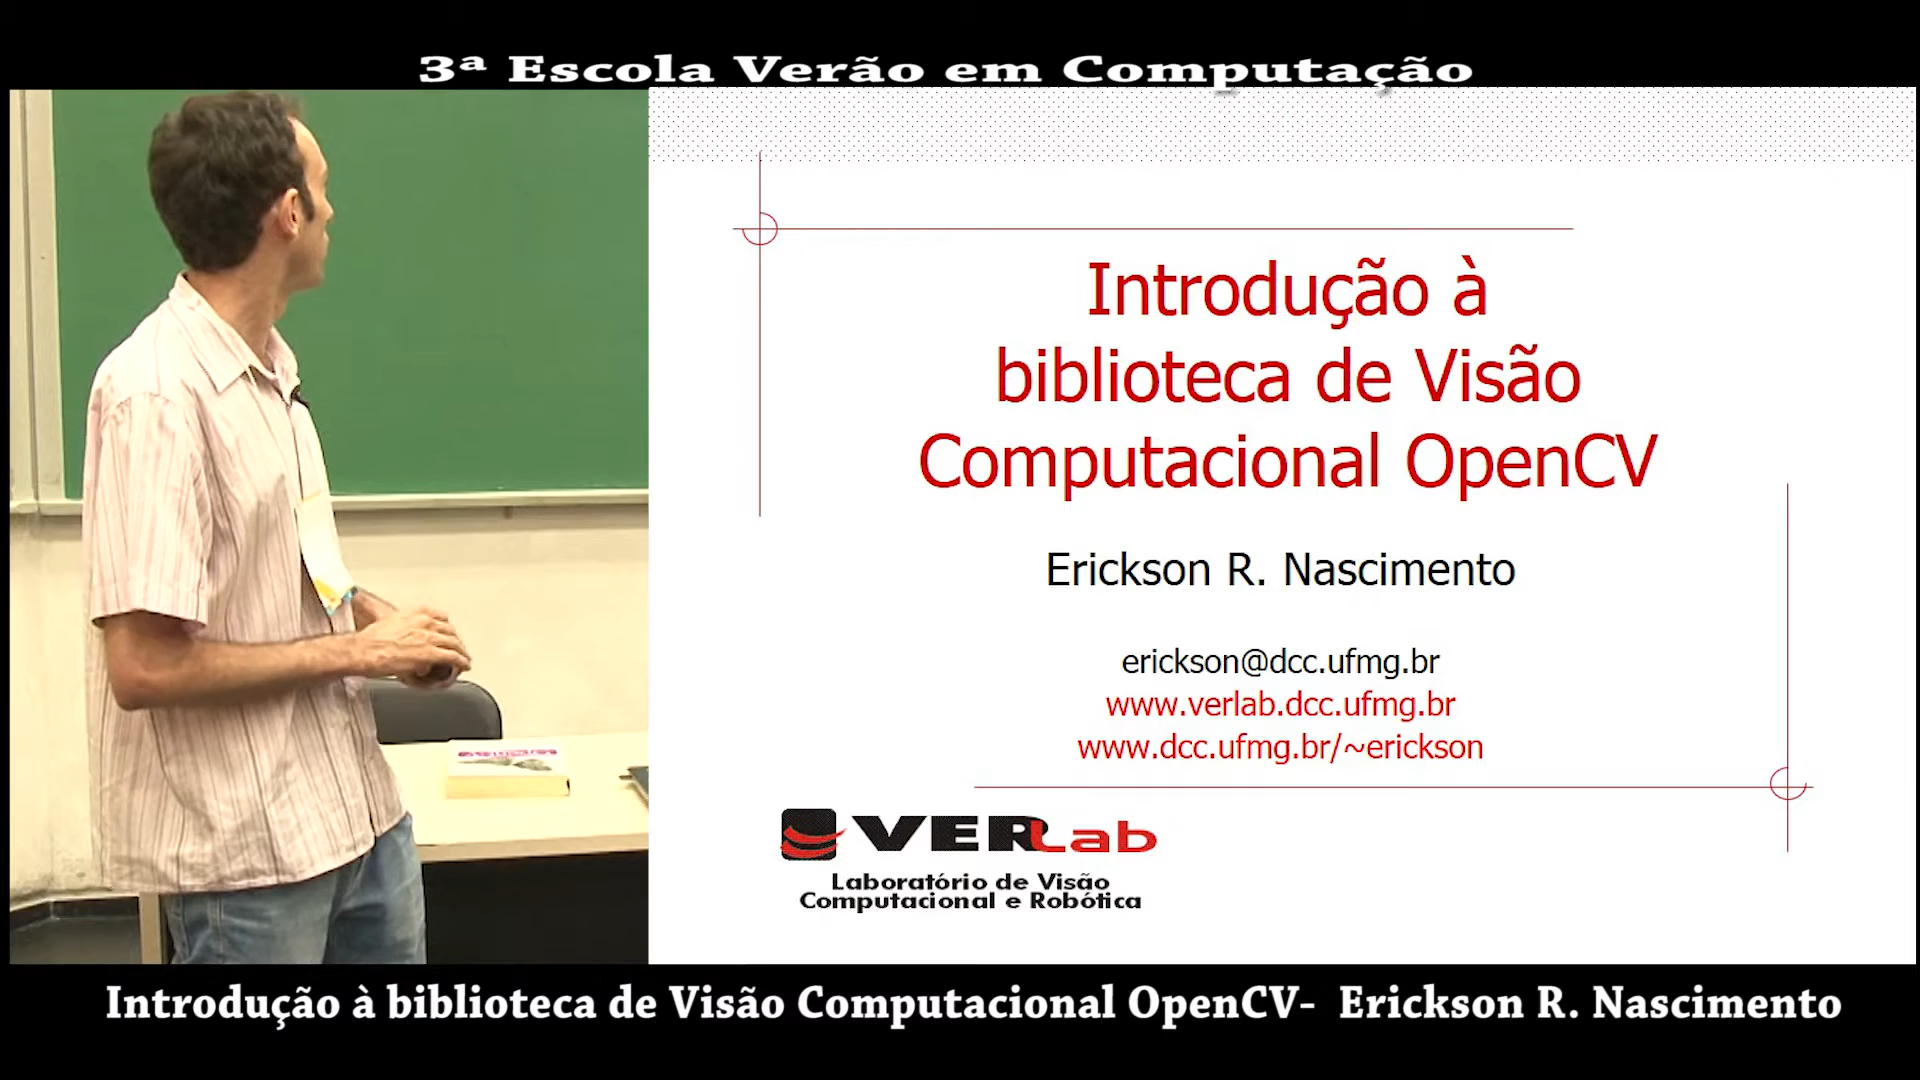 3ª Escola Verão em Computação
Introdução à
biblioteca de Visão
Computacional OpenCV
Erickson R. Nascimento
erickson@dcc.ufmg.br
www.verlab.dcc.ufmg.br
www.dcc.ufmg.br/~erickson
VERLab
Laboratório de Visão
Computacional e Robótica
Introdução à biblioteca de Visão Computacional OpenCV- Erickson R. Nascimento